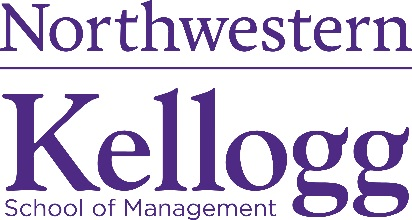 Northwestern
Kellogg
School of Management